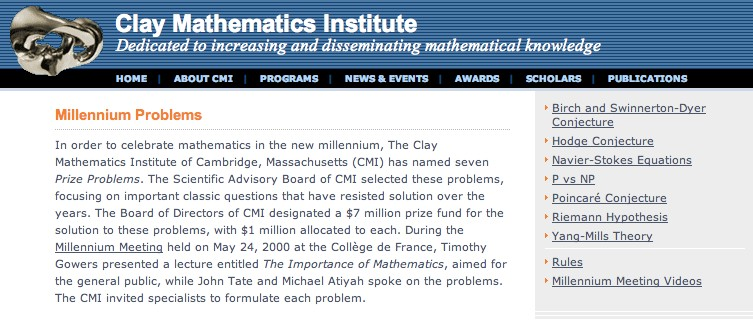 Clay Mathematics Institute
Dedicated to increasing and disseminating mathematical knowledge
HOME | ABOUT CMI | PROGRAMS | NEWS & EVENTS | AWARDS | SCHOLARS | PUBLICATIONS
Millennium Problems
In order to celebrate mathematics in the new millennium, The Clay
Mathematics Institute of Cambridge, Massachusetts (CMI) has named seven
Prize Problems. The Scientific Advisory Board of CMI selected these problems,
focusing on important classic questions that have resisted solution over the
years. The Board of Directors of CMI designated a $7 million prize fund for the
solution to these problems, with $1 million allocated to each. During the
Millennium Meeting held on May 24, 2000 at the Collège de France, Timothy
Gowers presented a lecture entitled The Importance of Mathematics, aimed for
the general public, while John Tate and Michael Atiyah spoke on the problems.
The CMI invited specialists to formulate each problem.
Birch and Swinnerton-Dyer
Conjecture
Hodge Conjecture
Navier-Stokes Equations
P vs NP
Poincaré Conjecture
Riemann Hypothesis
Yang-Mills Theory
Rules
Millennium Meeting Videos